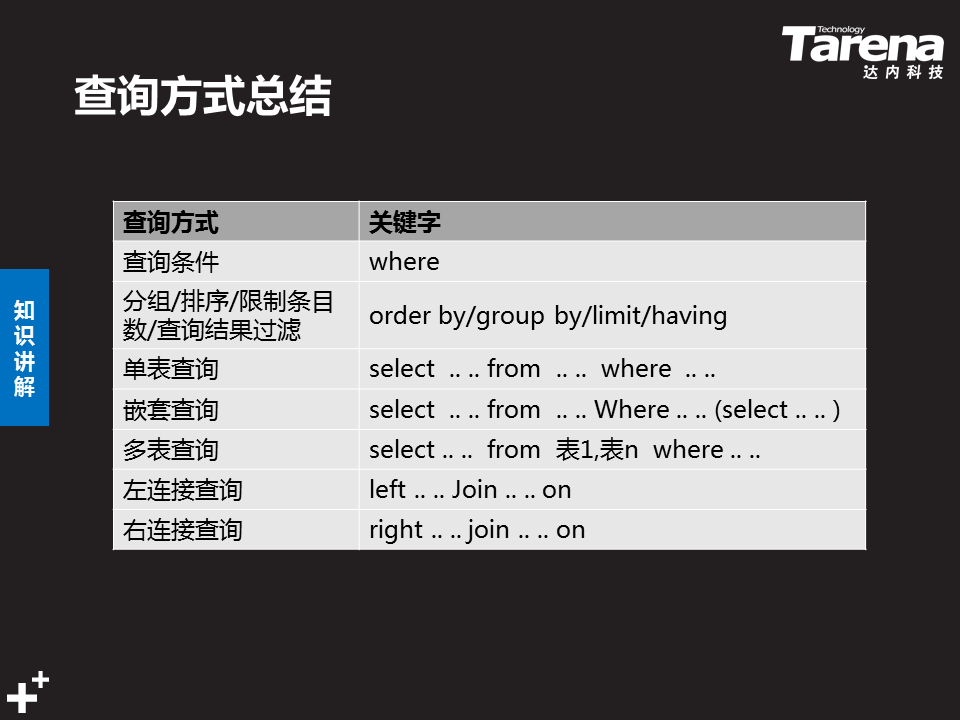 Technology
Tarena
达内科技
查询方式总结
知识讲解
查询方式 关键字
查询条件 where
分组/排序/限制条目
数/查询结果过滤 order by/group by/limit/having
单表查询 select .. .. from .. .. where .. ..
嵌套查询 select .. .. from .. .. Where .. .. (select .. .. )
多表查询 select .. .. from 表1,表n where .. ..
左连接查询 left .. .. Join .. .. on
右连接查询 right .. .. join .. .. on